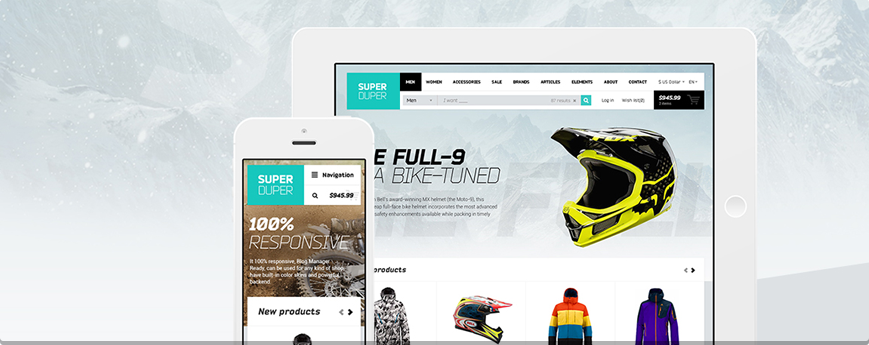 SUPER
DUPER
MEN
WOMEN
ACCESSORIES
SALE
BRANDS
ARTICLES
ELEMENTS
ABOUT
CONTACT
$ US Dollar
EN
Men
I want ___
87 results
Log in
Wish list(8)
$945.99
3 items
E FULL-9
A BIKE-TUNED
Bell's award-winning MX helmet (the Moto-9), this
full-face bike helmet incorporates the most advanced
safety enhancements available while packing in timely
products
SUPER
DUPER
Navigation
$945.99
100%
RESPONSIVE
It 100% responsive, Blog Manager
Ready, can be used for any kind of shop,
have built-in color skins and powerful
backend.
New products
FOX